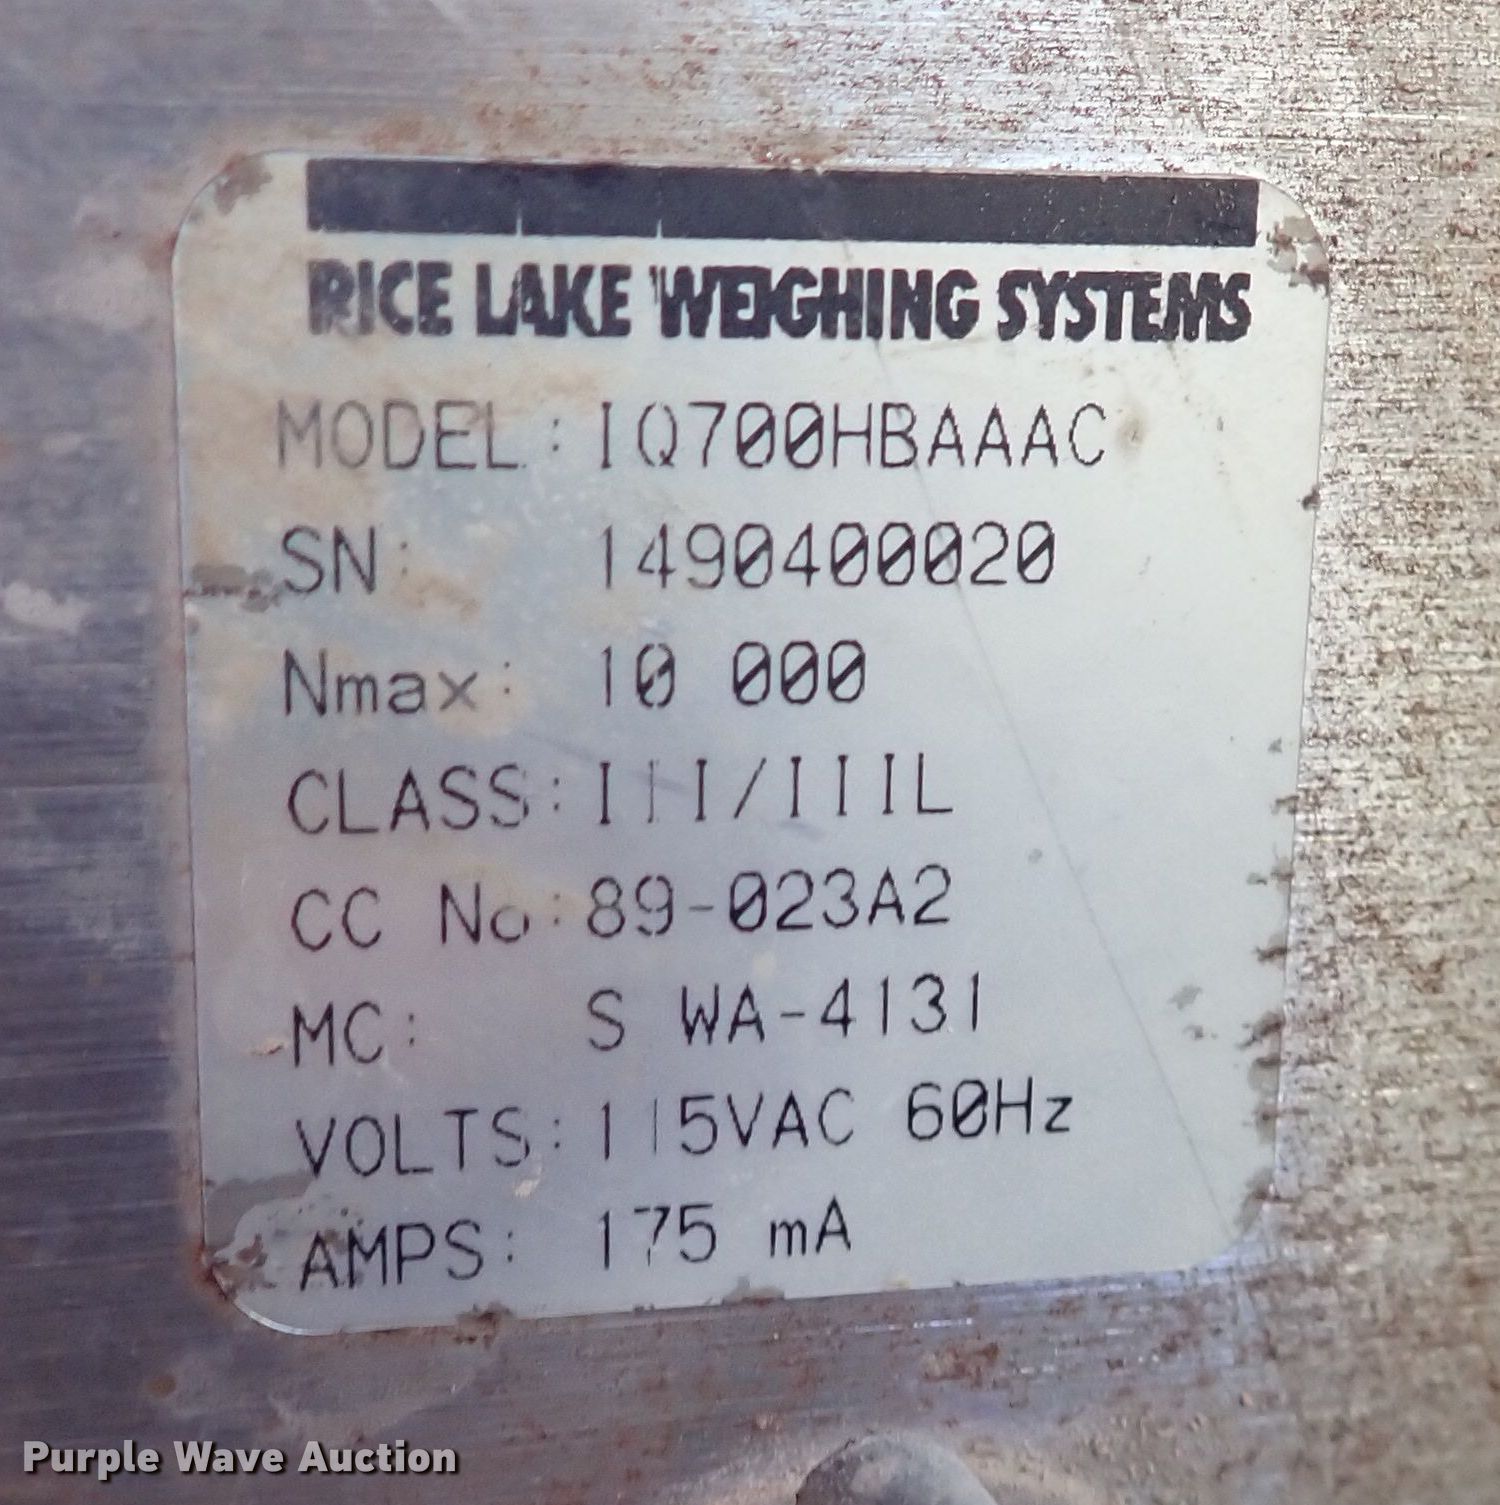 RICE LAKE WEIGHING SYSTEMS
MODEL: IQ700HBAAAC
SN: 1490400020
Nmax: 10 000
CLASS: III/IIIL
CC No: 89-023A2
MC: S WA-4131
VOLTS: 115VAC 60Hz
AMPS: 175 mA
Purple Wave Auction